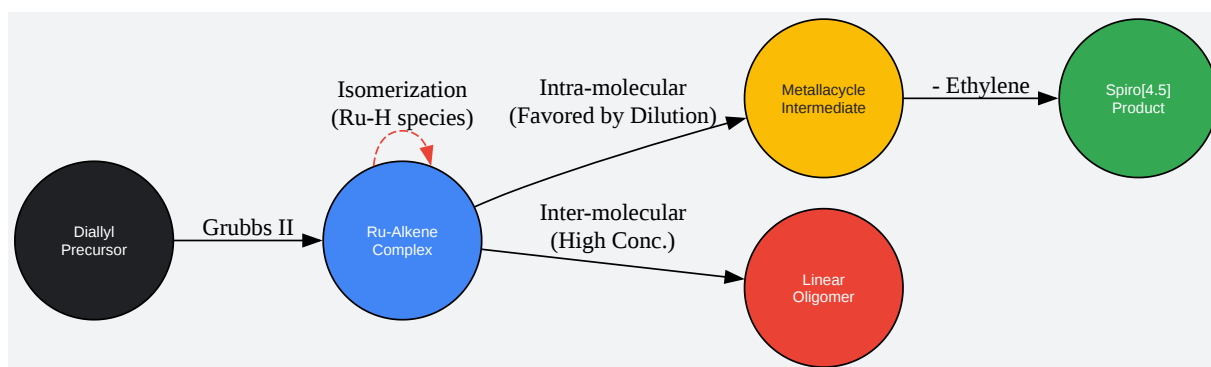 Diallyl
Precursor
Grubbs II
Isomerization
(Ru-H species)
Ru-Alkene
Complex
Intra-molecular
(Favored by Dilution)
Inter-molecular
(High Conc.)
Metallacycle
Intermediate
- Ethylene
Spiro[4.5]
Product
Linear
Oligomer